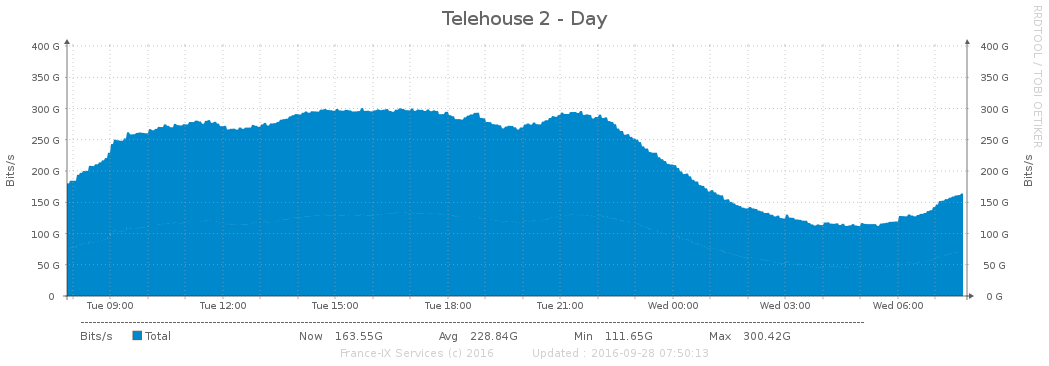 Telehouse 2 - Day
RRDTOOL / TOBI OETIKER
Bits/s
400 G
350 G
300 G
250 G
200 G
150 G
100 G
50 G
0
400 G
350 G
300 G
250 G
200 G
150 G
100 G
50 G
0 G
Bits/s
Tue 09:00 Tue 12:00 Tue 15:00 Tue 18:00 Tue 21:00 Wed 00:00 Wed 03:00 Wed 06:00
Bits/s Total Now 163.55G Avg 228.84G Min 111.65G Max 300.42G
France-IX Services (c) 2016 Updated : 2016-09-28 07:50:13